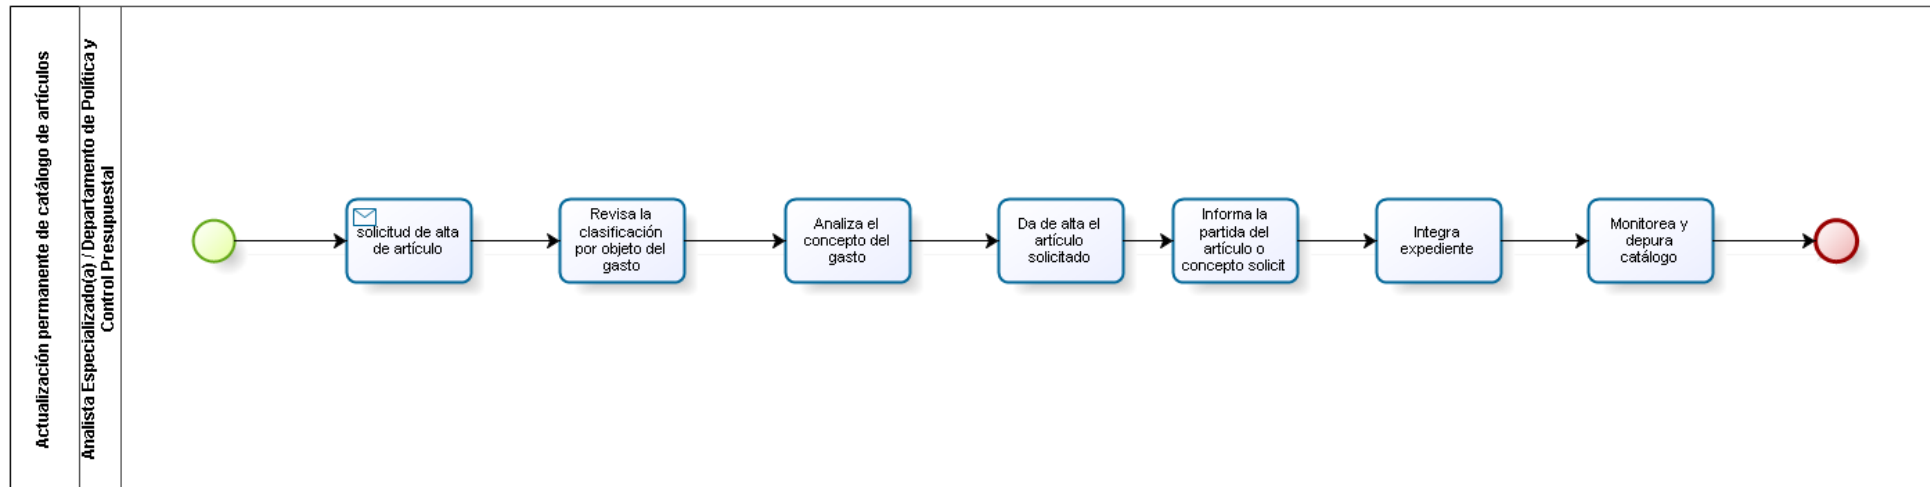 Actualización permanente de catálogo de artículos
Analista Especializado(a) / Departamento de Política y
Control Presupuestal
solicitud de alta
de artículo
Revisa la
clasificación
por objeto del
gasto
Analiza el
concepto del
gasto
Da de alta el
artículo
solicitado
Informa la
partida del
artículo o
concepto solicit
Integra
expediente
Monitorea y
depura
catálogo